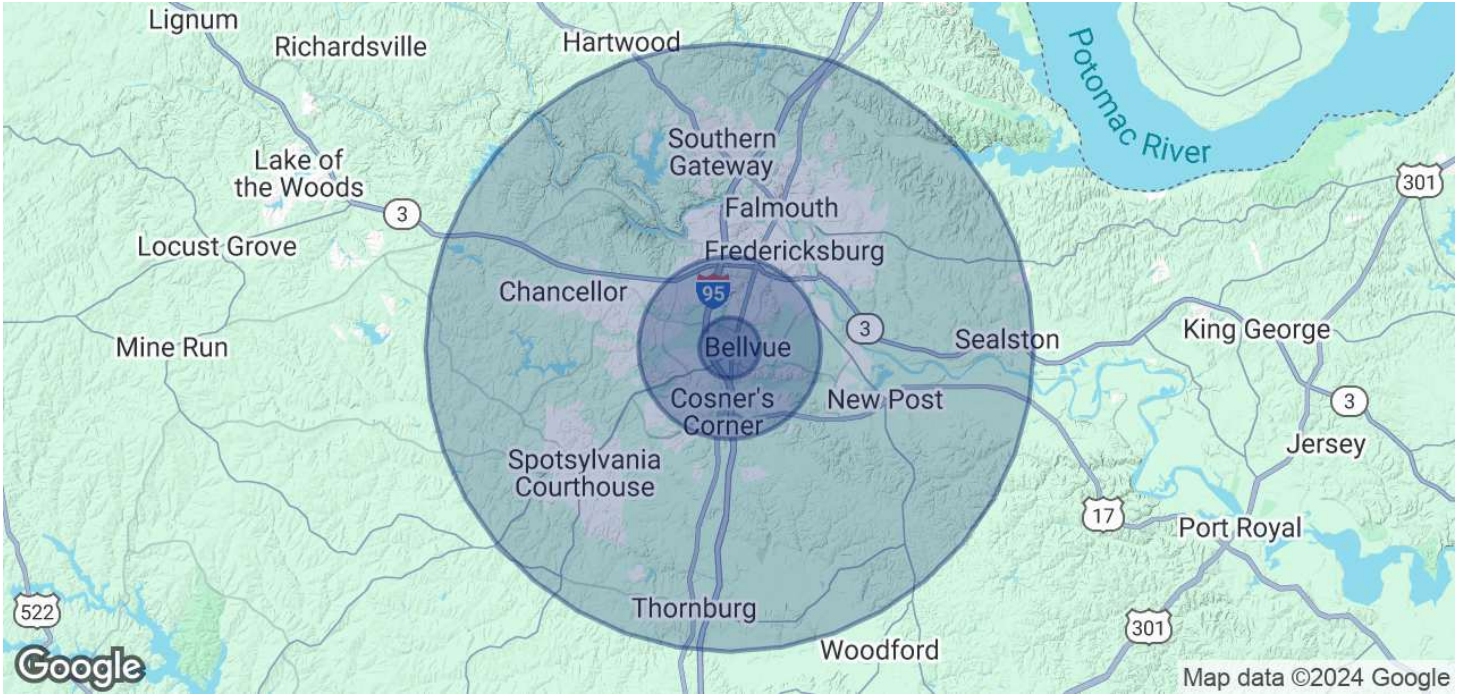 Lignum
Richardsville
Hartwood
Potomac River
Southern
Gateway
Lake of
the Woods
301
3
Falmouth
Locust Grove
Fredericksburg
95
Chancellor
3
Sealston
King George
Mine Run
Bellvue
Cosner's
Corner
New Post
3
Jersey
Spotsylvania
Courthouse
17
Port Royal
522
Thornburg
301
Woodford
Google
Map data ©2024 Google